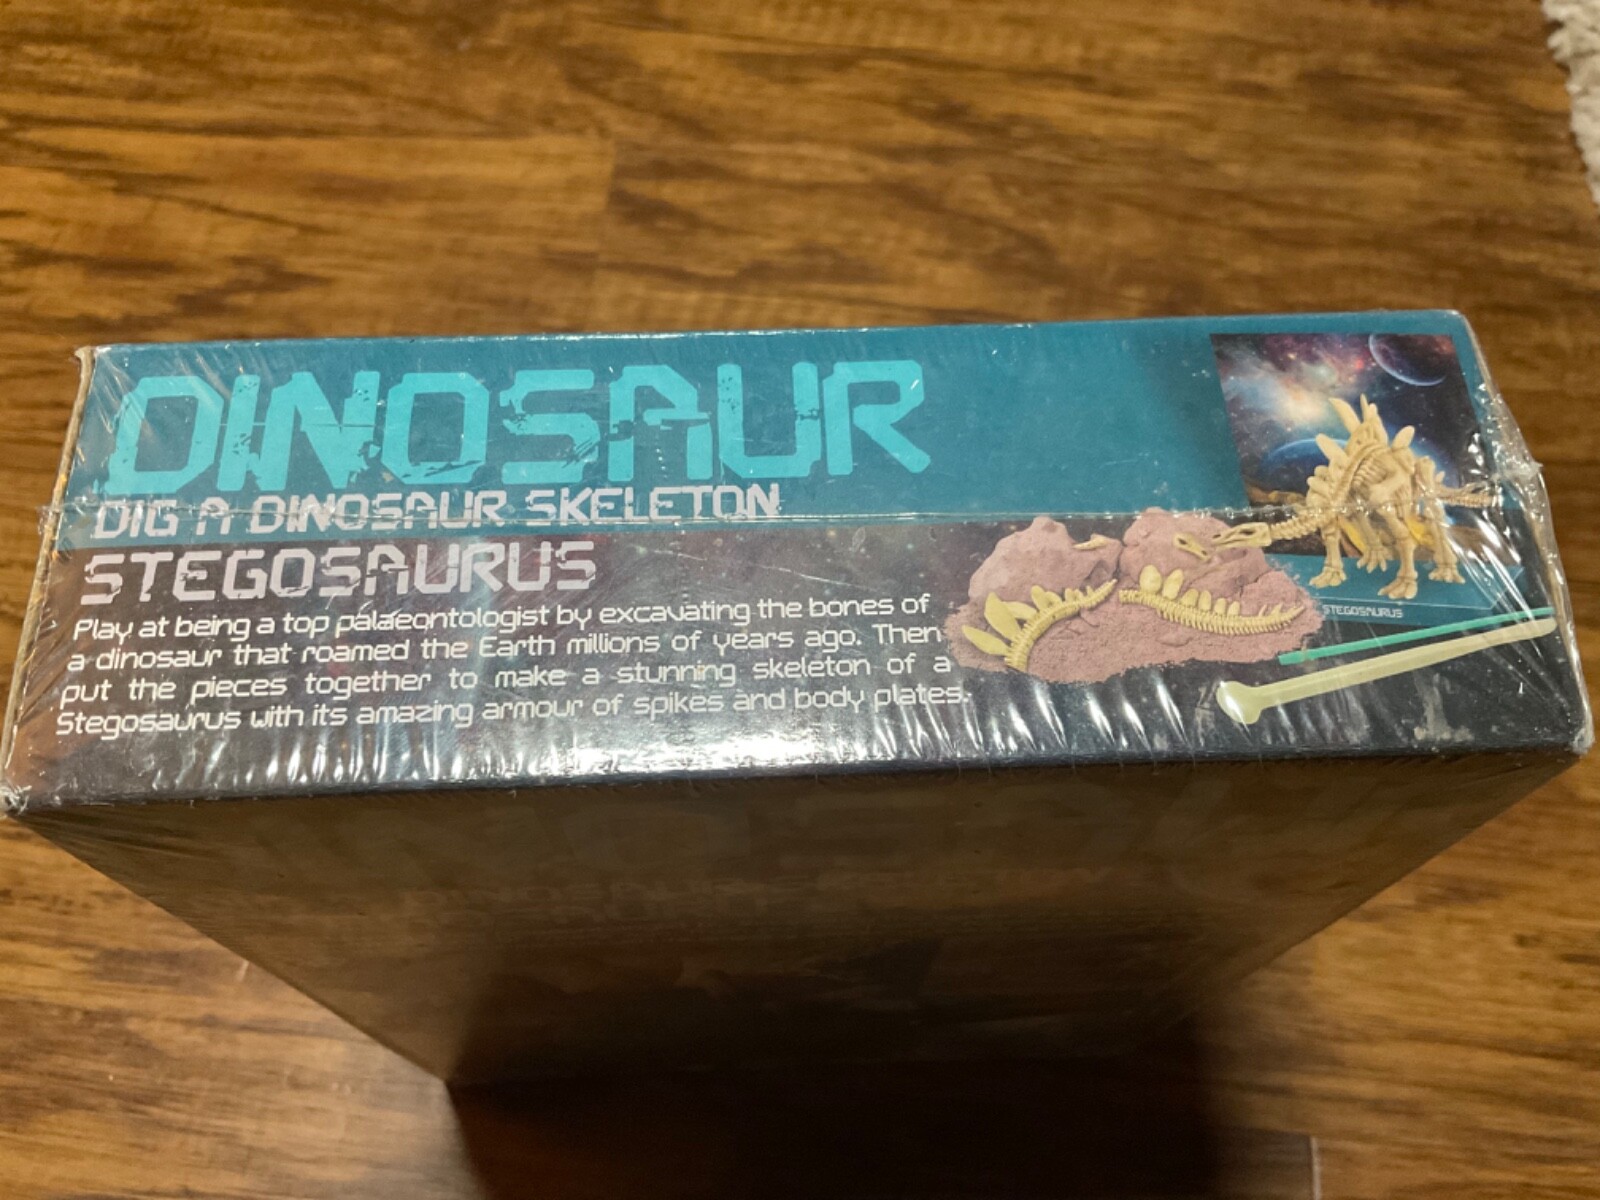 DINOSAUR
DIG A DINOSAUR SKELETON
STEGOSAURUS
Play at being a top palæontologist by excavating the bones of
a dinosaur that roamed the Earth millions of years ago. Then
put the pieces together to make a stunning skeleton of a
Stegosaurus with its amazing armour of spikes and body plates.
STEGOSAURUS